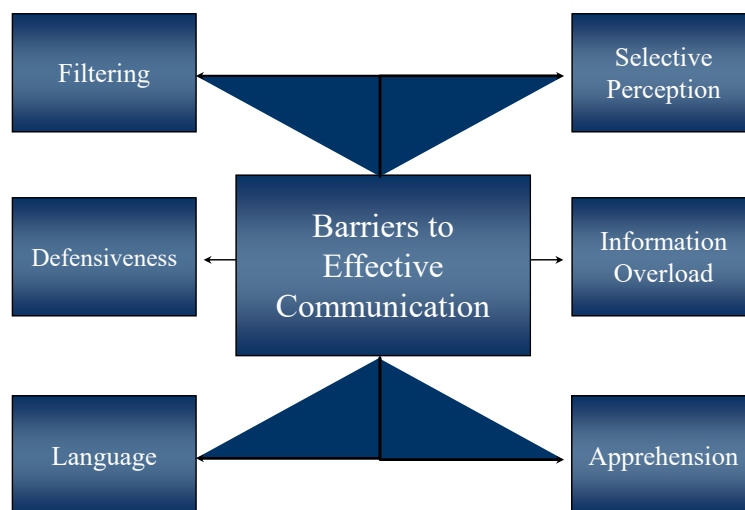 Filtering
Selective
Perception
Barriers to
Effective
Communication
Defensiveness
Information
Overload
Language
Apprehension